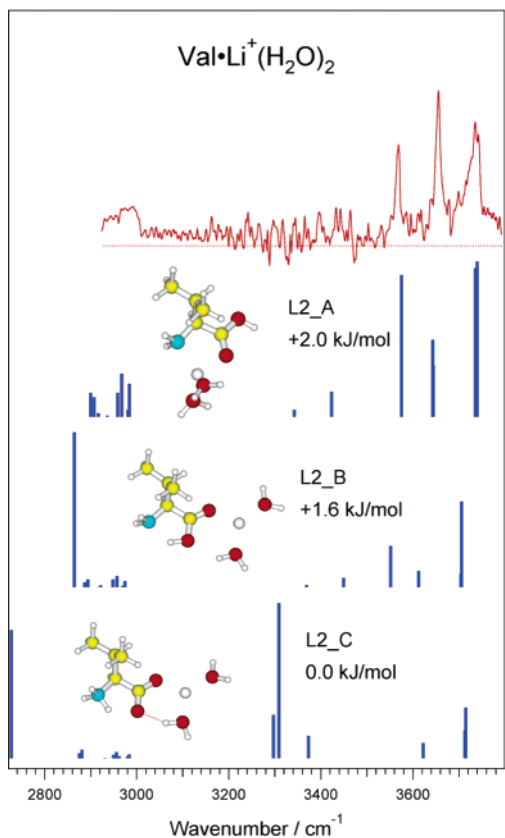 Val•Li⁺(H₂O)₂
L2_A
+2.0 kJ/mol
L2_B
+1.6 kJ/mol
L2_C
0.0 kJ/mol
2800 3000 3200 3400 3600
Wavenumber / cm⁻¹